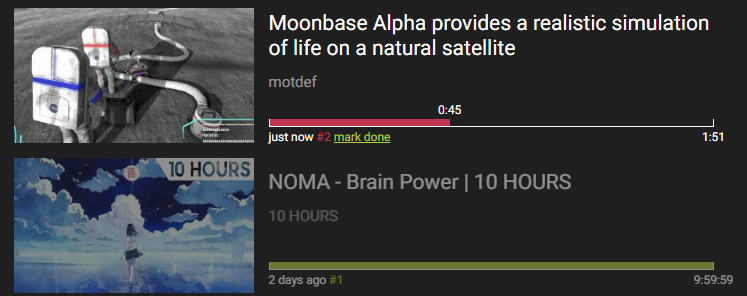 Moonbase Alpha provides a realistic simulation
of life on a natural satellite
motdef
0:45
just now #2 mark done
1:51
10 HOURS
NOMA - Brain Power | 10 HOURS
10 HOURS
2 days ago #1
9:59:59